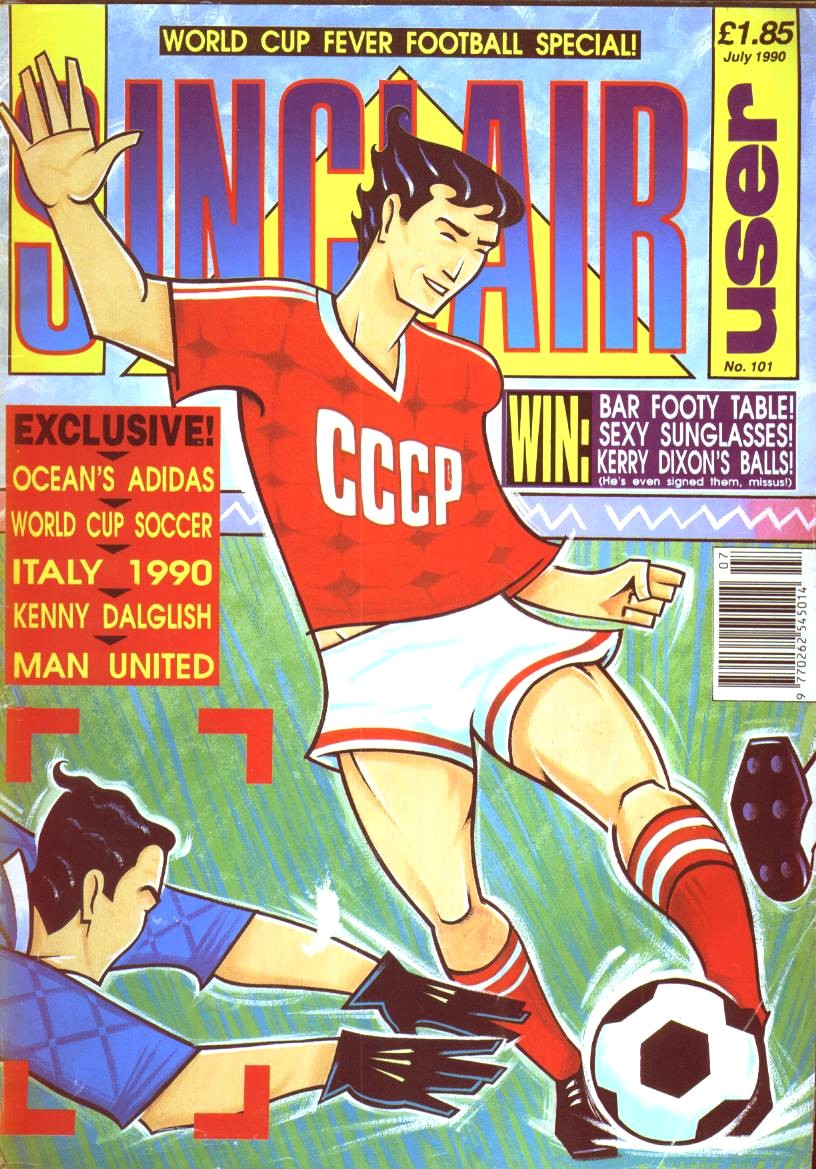 WORLD CUP FEVER FOOTBALL SPECIAL!
£1.85
July 1990
SINCLAIR
user
No. 101
EXCLUSIVE!
OCEAN'S ADIDAS
WORLD CUP SOCCER
ITALY 1990
KENNY DALGLISH
MAN UNITED
WIN:
BAR FOOTY TABLE!
SEXY SUNGLASSES!
KERRY DIXON'S BALLS!
(He's even signed them, missus!)
CCCP
07
9 770262 545014